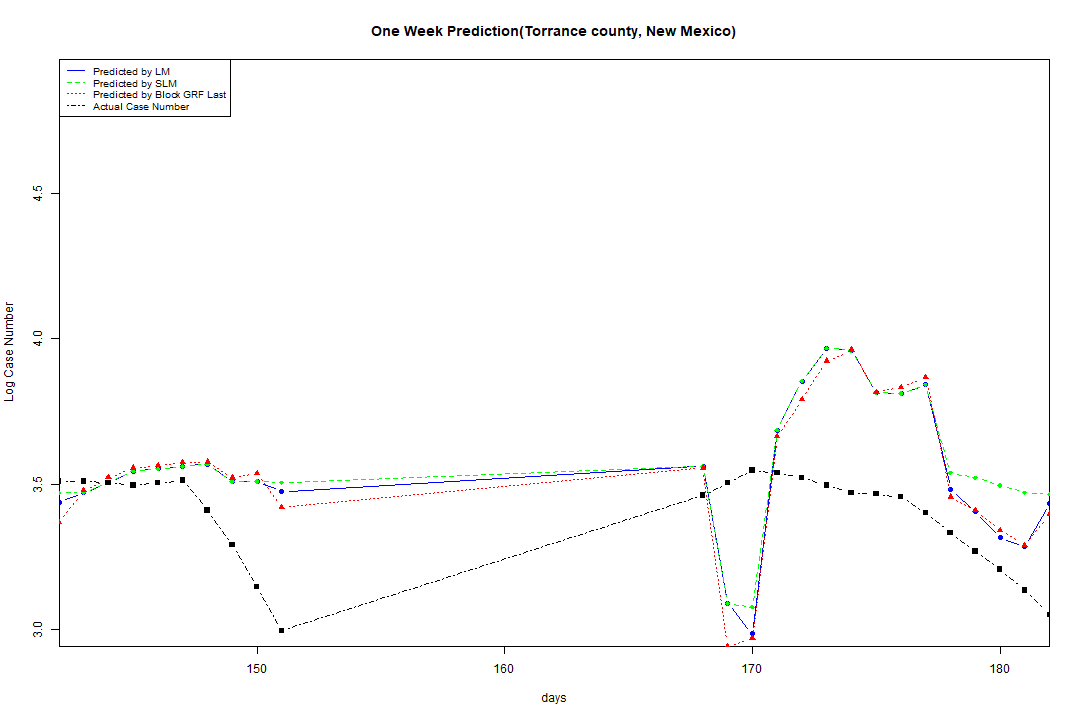 One Week Prediction(Torrance county, New Mexico)
Predicted by LM
Predicted by SLM
Predicted by Block GRF Last
Actual Case Number
Log Case Number
4.5
4.0
3.5
3.0
150 160 170 180
days